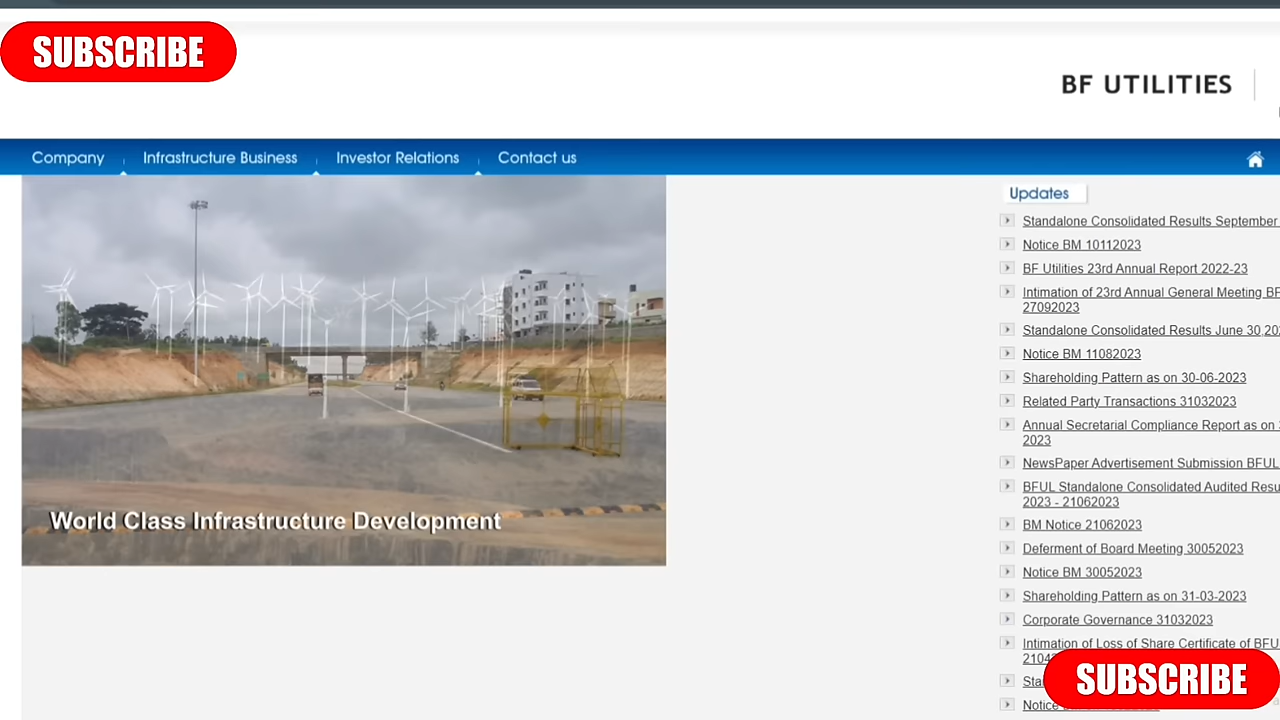 SUBSCRIBE
BF UTILITIES
Company
Infrastructure Business
Investor Relations
Contact us
World Class Infrastructure Development
Updates
Standalone Consolidated Results September
Notice BM 10112023
BF Utilities 23rd Annual Report 2022-23
Intimation of 23rd Annual General Meeting BF
27092023
Standalone Consolidated Results June 30,20
Notice BM 11082023
Shareholding Pattern as on 30-06-2023
Related Party Transactions 31032023
Annual Secretarial Compliance Report as on
2023
NewsPaper Advertisement Submission BFUL
BFUL Standalone Consolidated Audited Resu
2023 - 21062023
BM Notice 21062023
Deferment of Board Meeting 30052023
Notice BM 30052023
Shareholding Pattern as on 31-03-2023
Corporate Governance 31032023
Intimation of Loss of Share Certificate of BFU
2104
Sta
Notice
SUBSCRIBE